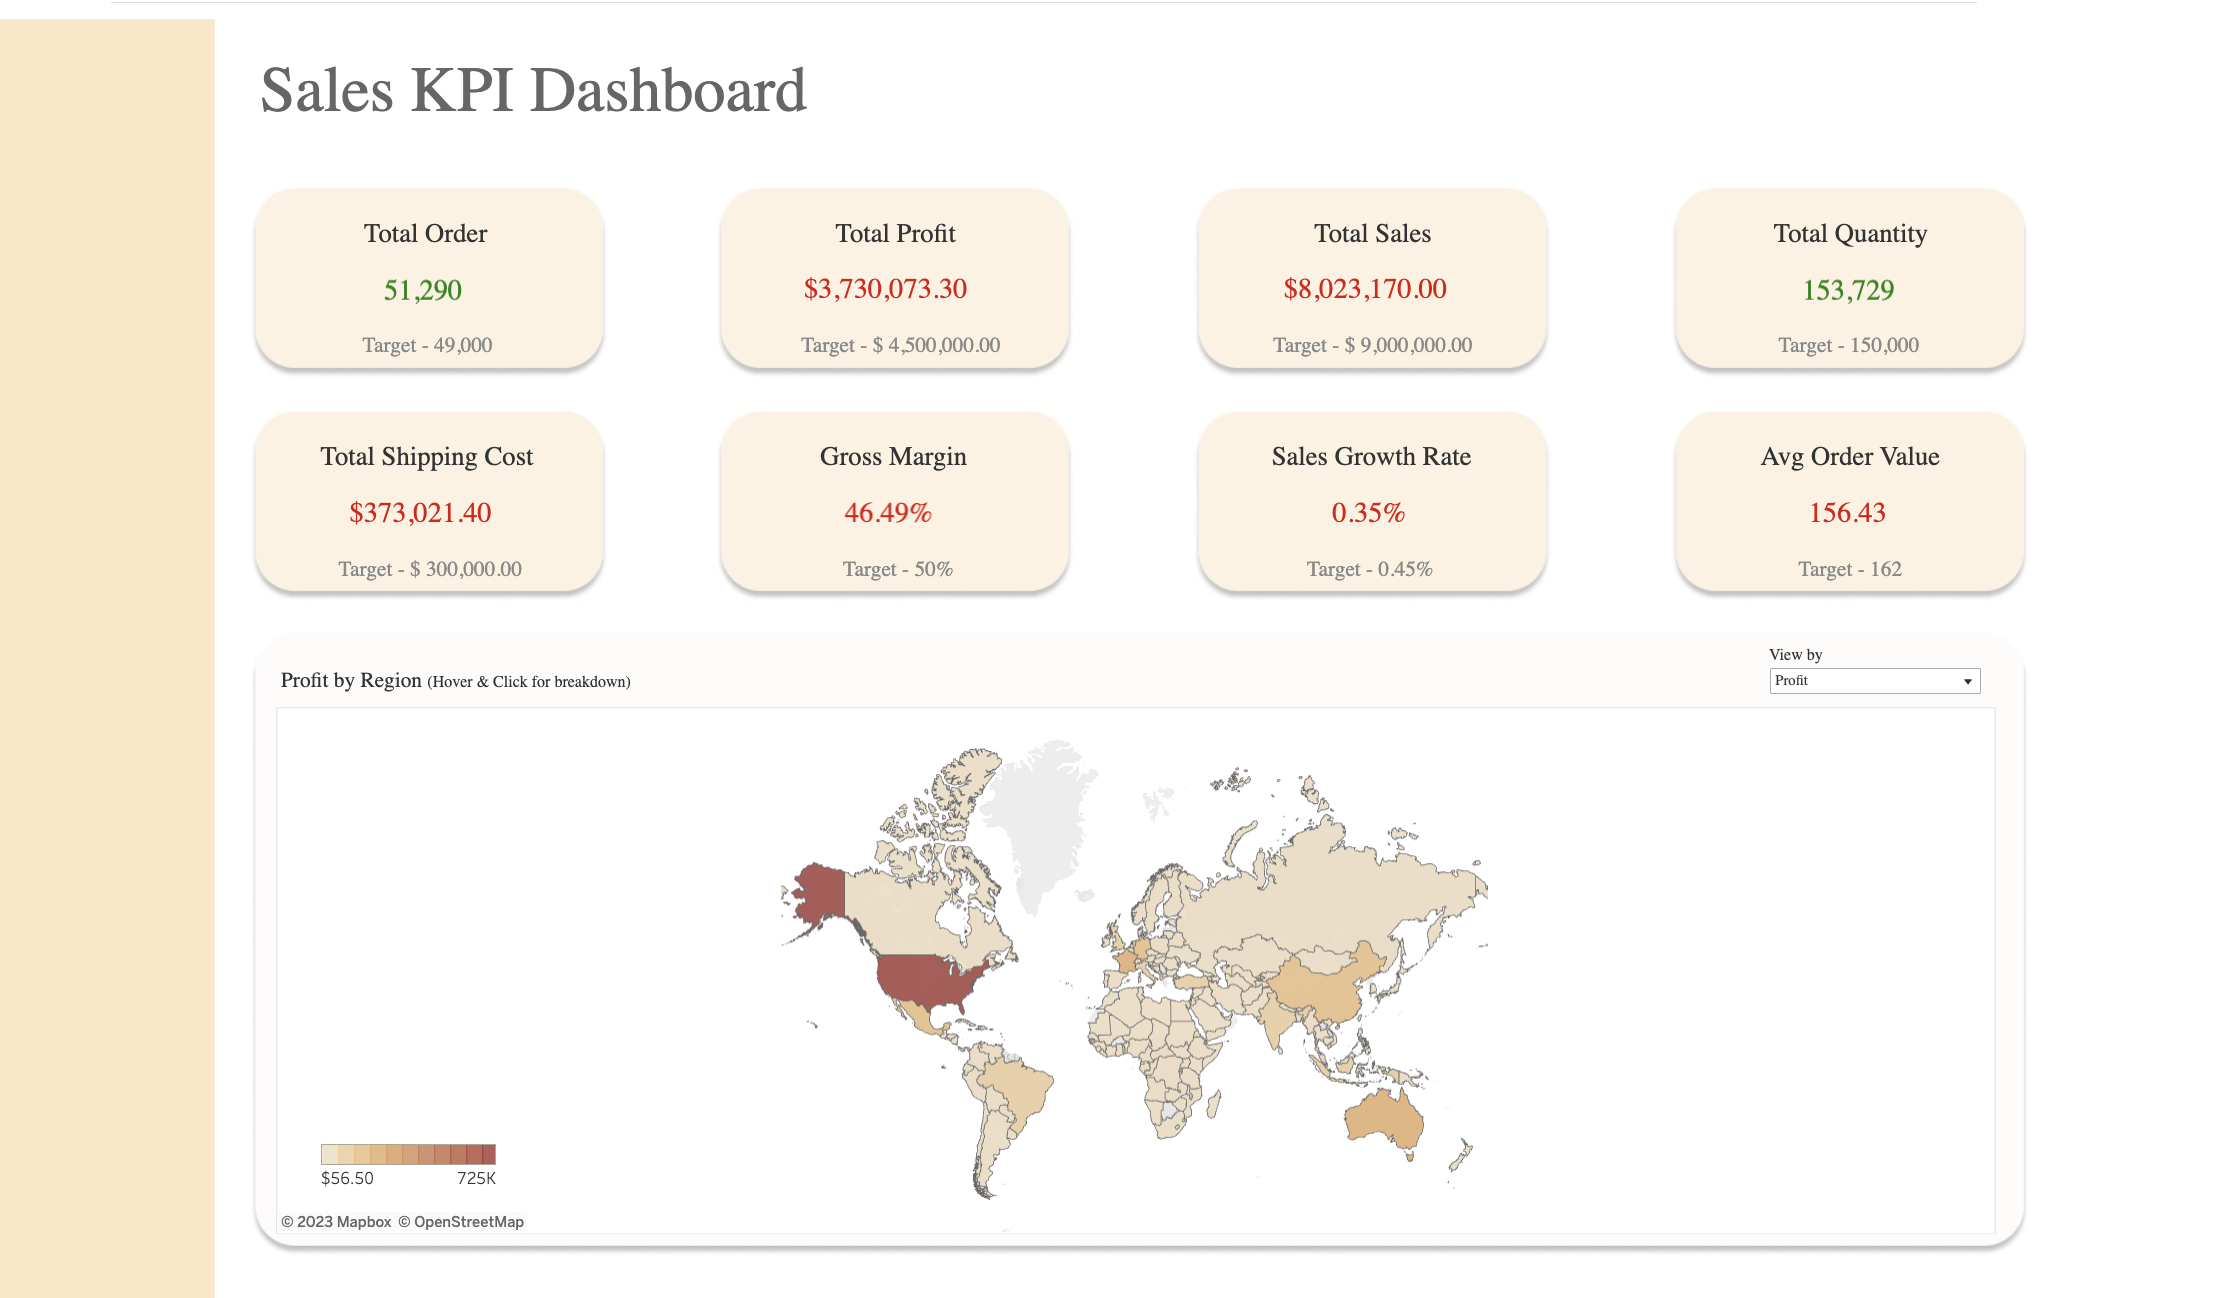 Sales KPI Dashboard
Total Order
51,290
Target - 49,000
Total Profit
$3,730,073.30
Target - $ 4,500,000.00
Total Sales
$8,023,170.00
Target - $ 9,000,000.00
Total Quantity
153,729
Target - 150,000
Total Shipping Cost
$373,021.40
Target - $ 300,000.00
Gross Margin
46.49%
Target - 50%
Sales Growth Rate
0.35%
Target - 0.45%
Avg Order Value
156.43
Target - 162
Profit by Region (Hover & Click for breakdown)
View by
Profit
$56.50 725K
© 2023 Mapbox © OpenStreetMap